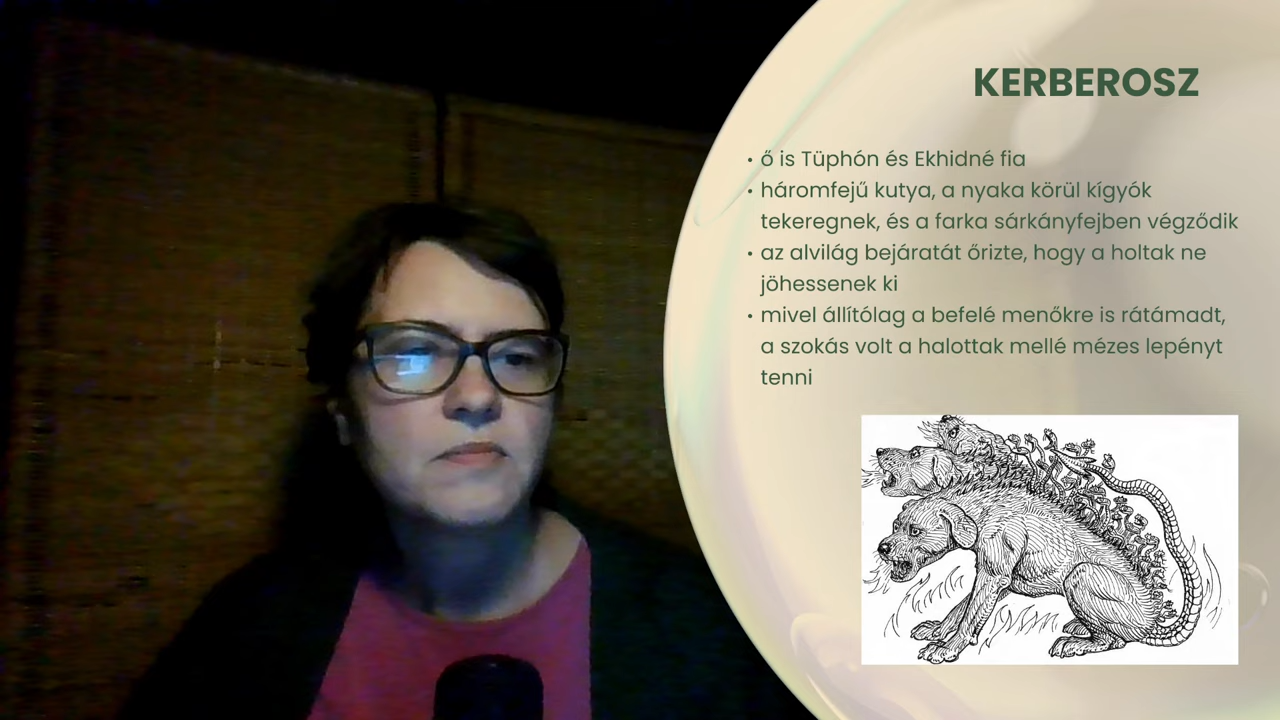 KERBEROSZ
• ő is Tüphón és Ekhidné fia
• háromfejű kutya, a nyaka körül kígyók
tekeregnek, és a farka sárkányfejben végződik
• az alvilág bejáratát őrizte, hogy a holtak ne
jöhessenek ki
• mivel állítólag a befelé menőkre is rátámadt,
a szokás volt a halottak mellé mézes lepényt
tenni